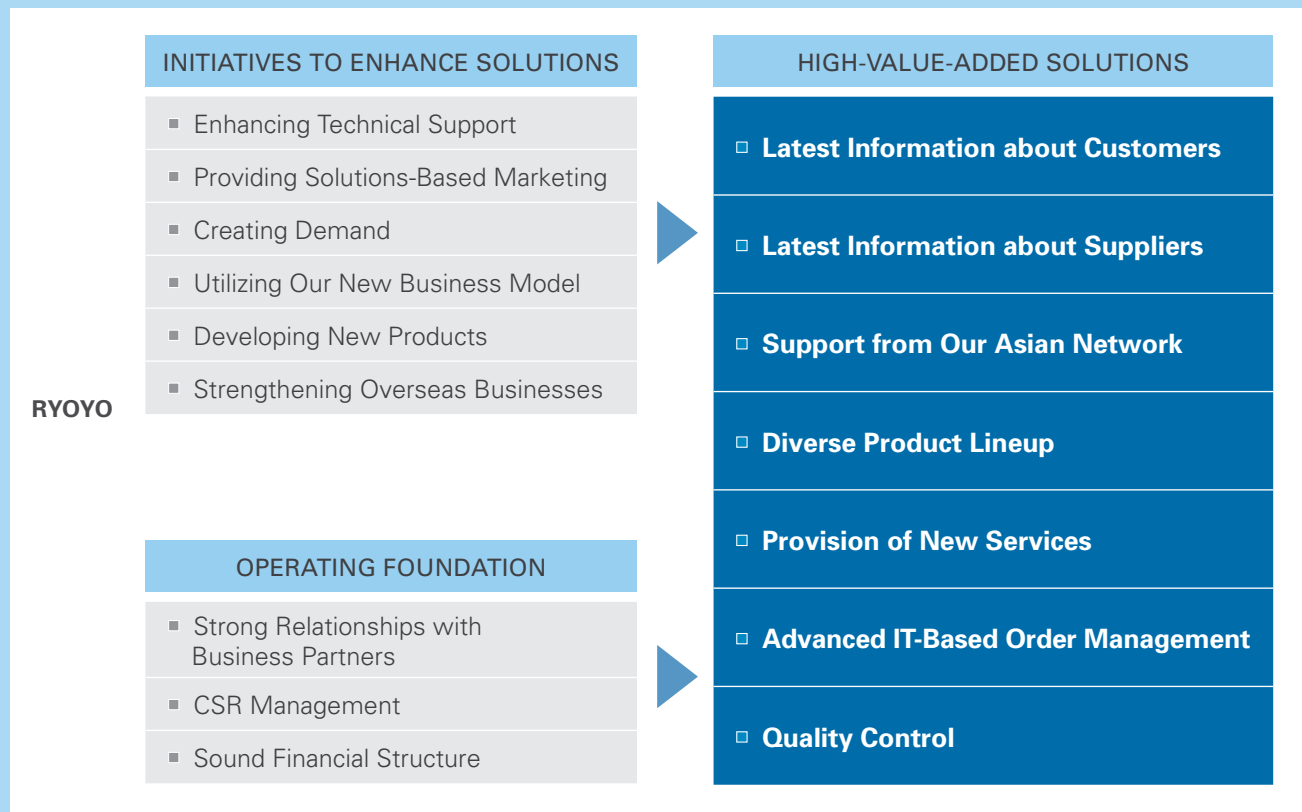 RYOYO
INITIATIVES TO ENHANCE SOLUTIONS
Enhancing Technical Support
Providing Solutions-Based Marketing
Creating Demand
Utilizing Our New Business Model
Developing New Products
Strengthening Overseas Businesses
OPERATING FOUNDATION
Strong Relationships with
Business Partners
CSR Management
Sound Financial Structure
HIGH-VALUE-ADDED SOLUTIONS
Latest Information about Customers
Latest Information about Suppliers
Support from Our Asian Network
Diverse Product Lineup
Provision of New Services
Advanced IT-Based Order Management
Quality Control